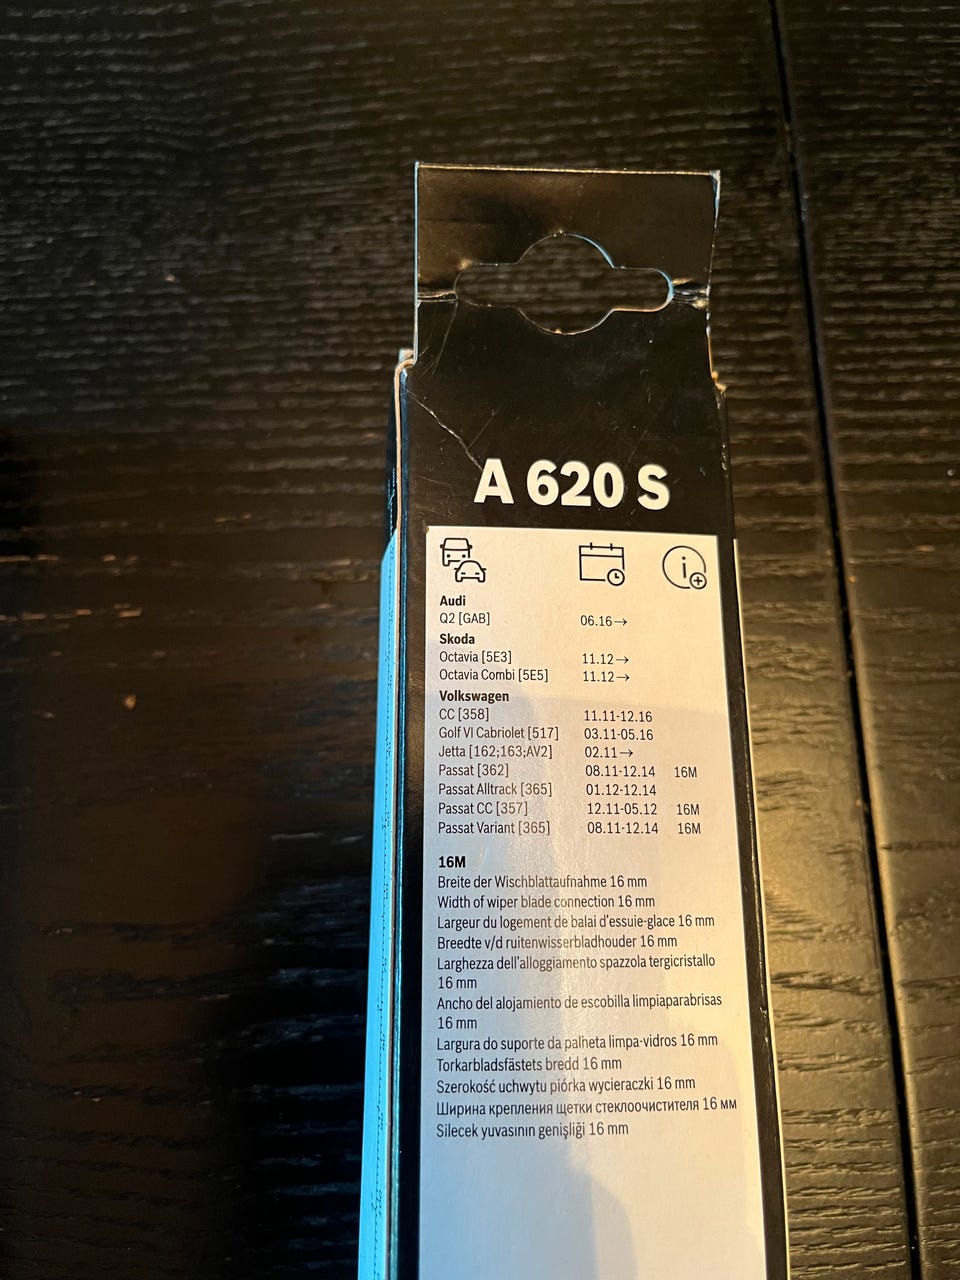 A 620 S
Audi
Q2 [GAB] 06.16→
Skoda
Octavia [5E3] 11.12→
Octavia Combi [5E5] 11.12→
Volkswagen
CC [358] 11.11-12.16
Golf VI Cabriolet [517] 03.11-05.16
Jetta [162;163;AV2] 02.11→
Passat [362] 08.11-12.14 16M
Passat Alltrack [365] 01.12-12.14
Passat CC [357] 12.11-05.12 16M
Passat Variant [365] 08.11-12.14 16M
16M
Breite der Wischblattaufnahme 16 mm
Width of wiper blade connection 16 mm
Largeur du logement de balai d'essuie-glace 16 mm
Breedte v/d ruitenwisserbladhouder 16 mm
Larghezza dell'alloggiamento spazzola tergicristallo
16 mm
Ancho del alojamiento de escobilla limpiaparabrisas
16 mm
Largura do suporte da palheta limpa-vidros 16 mm
Torkarbladsfästets bredd 16 mm
Szerokość uchwytu piórka wycieraczki 16 mm
Ширина крепления щетки стеклоочистителя 16 мм
Silecek yuvasının genişliği 16 mm